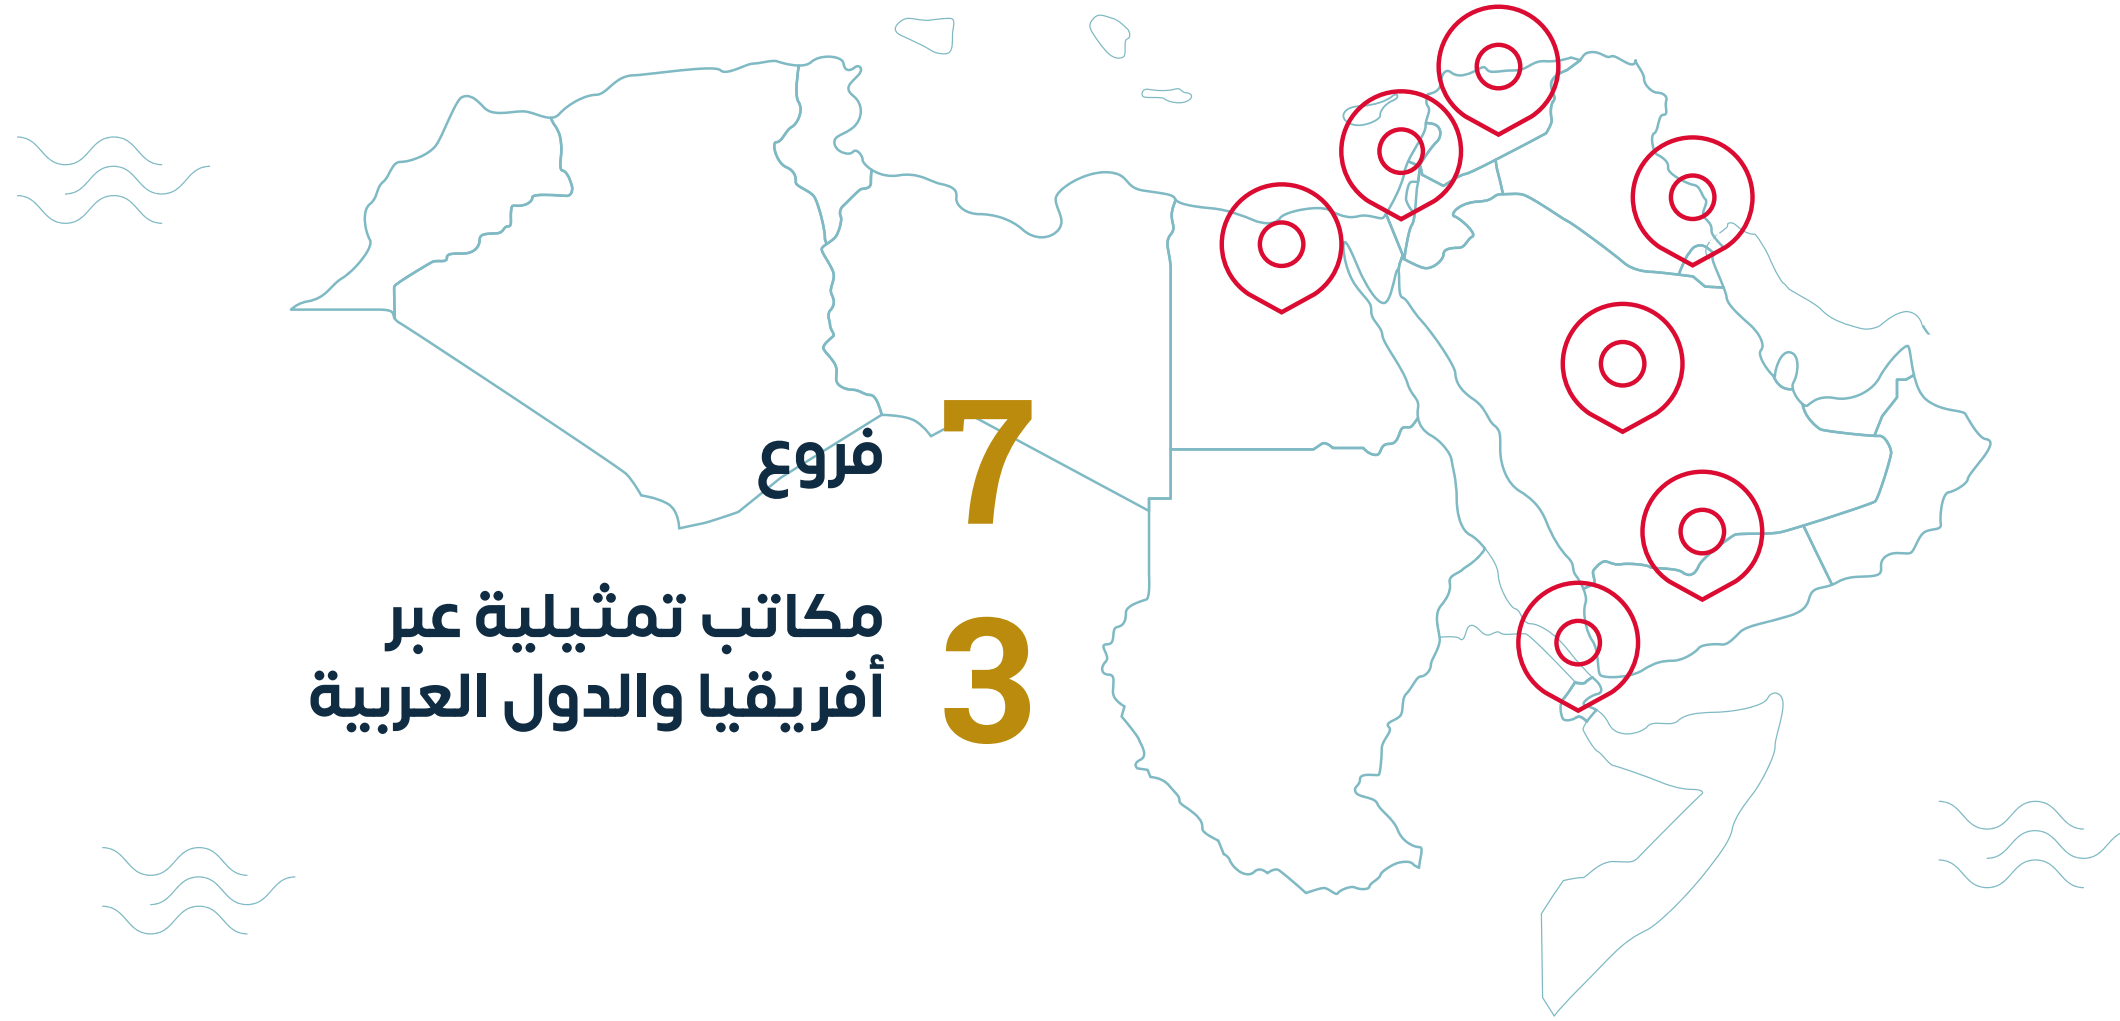 7 فروع
3 مكاتب تمثيلية عبر
أفريقيا والدول العربية